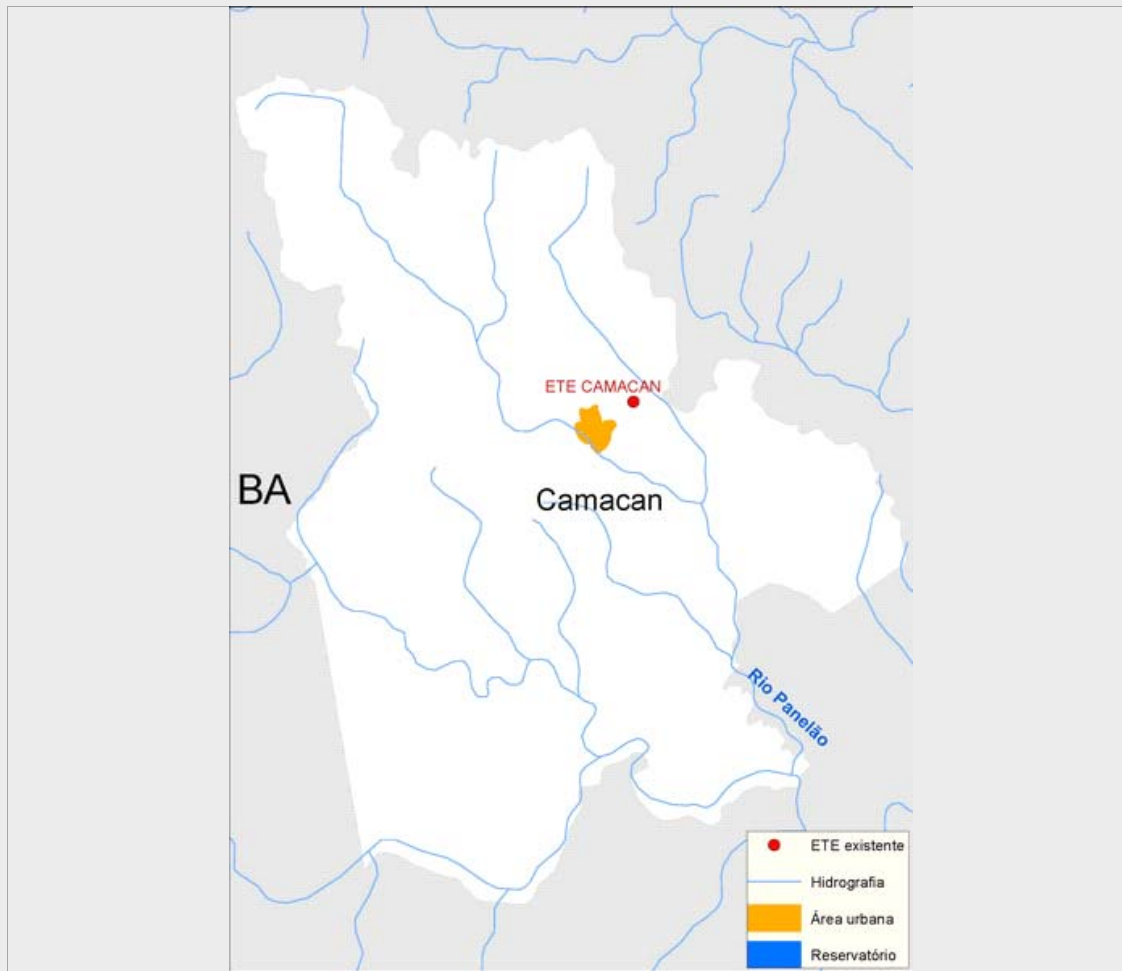 ETE CAMACAN
BA
Camacan
Rio Panelão
ETE existente
Hidrografia
Área urbana
Reservatório